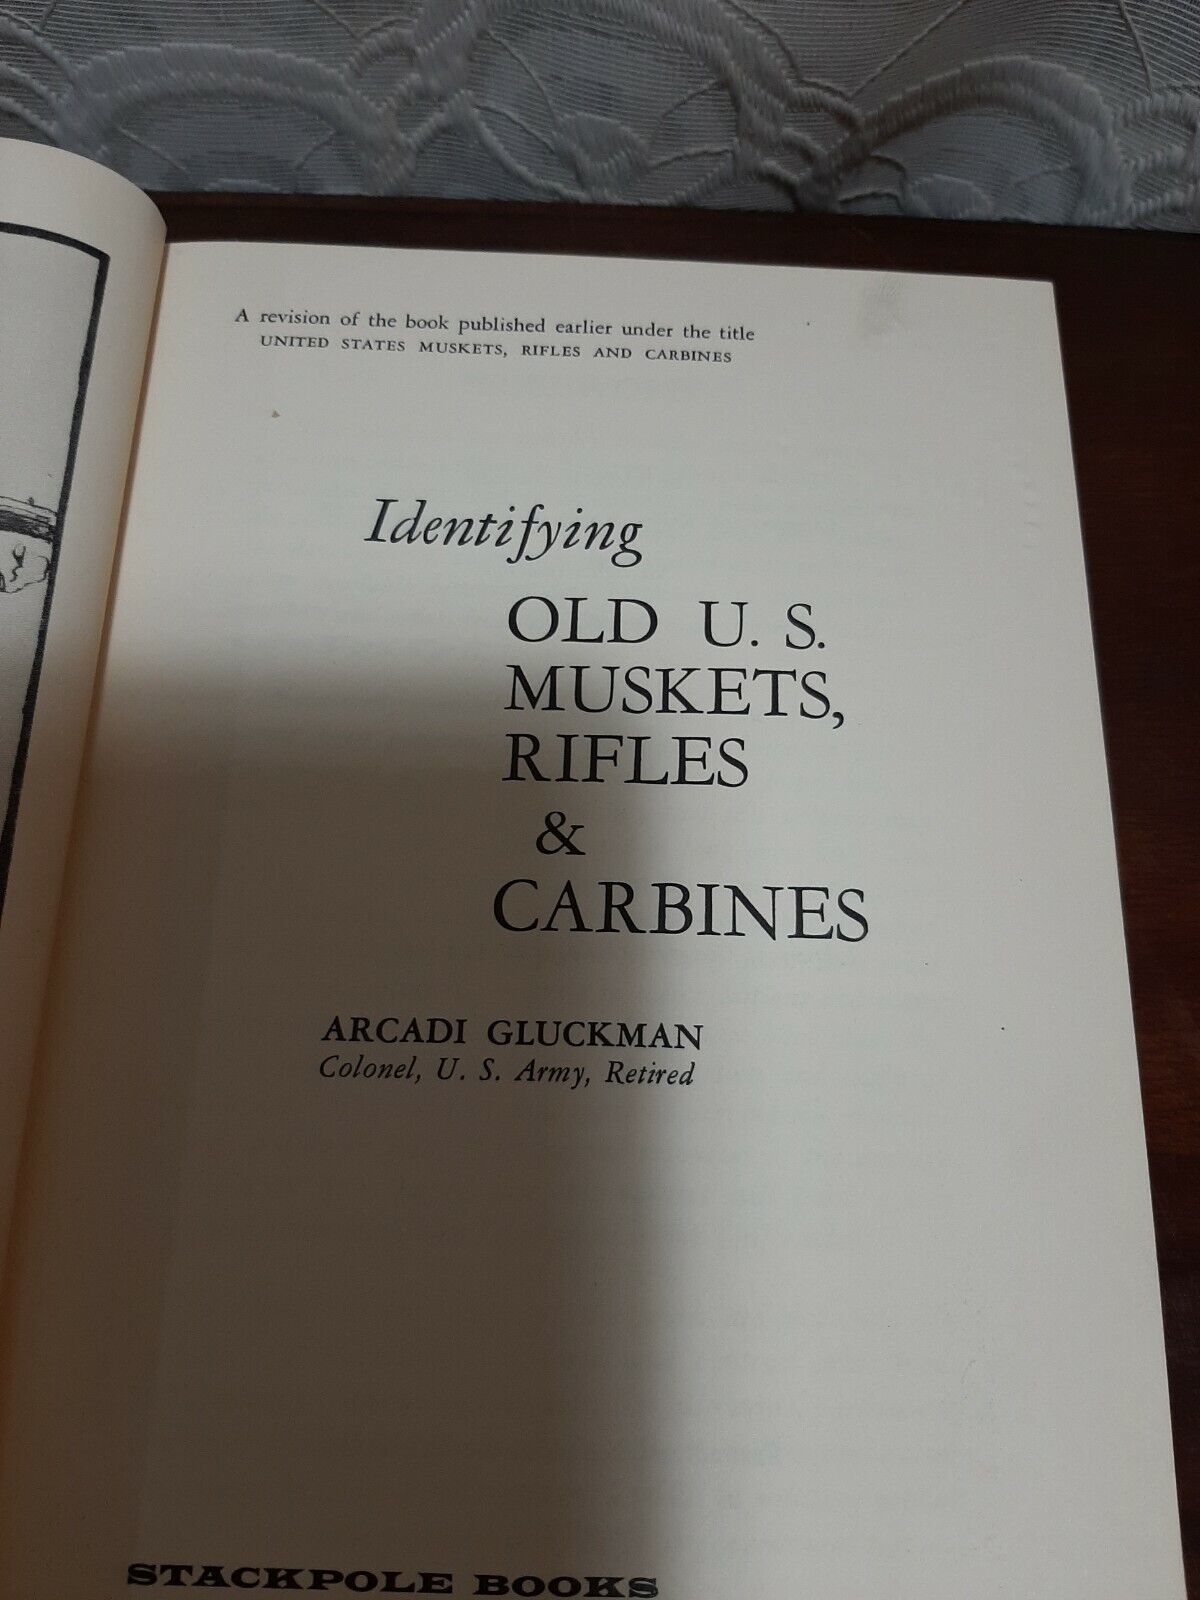 A revision of the book published earlier under the title
UNITED STATES MUSKETS, RIFLES AND CARBINES
Identifying
OLD U. S.
MUSKETS,
RIFLES
&
CARBINES
ARCADI GLUCKMAN
Colonel, U. S. Army, Retired
STACKPOLE BOOKS